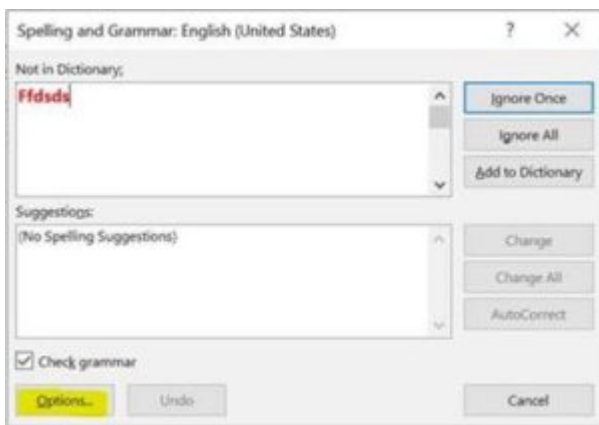 Spelling and Grammar: English (United States) ? ×
Not in Dictionary:
Ffdsds
Ignore Once
Ignore All
Add to Dictionary
Suggestions:
(No Spelling Suggestions)
Change
Change All
AutoCorrect
Check grammar
Options...
Undo
Cancel